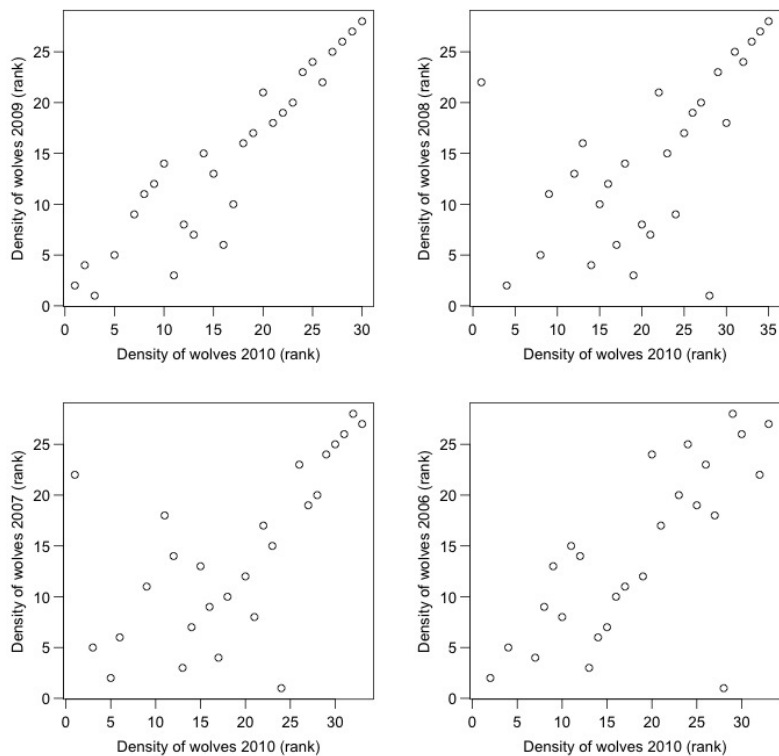 25
20
15
10
5
0
Density of wolves 2009 (rank)
0 5 10 15 20 25 30
Density of wolves 2010 (rank)
25
20
15
10
5
0
Density of wolves 2008 (rank)
0 5 10 15 20 25 30 35
Density of wolves 2010 (rank)
25
20
15
10
5
0
Density of wolves 2007 (rank)
0 5 10 15 20 25 30
Density of wolves 2010 (rank)
25
20
15
10
5
0
Density of wolves 2006 (rank)
0 5 10 15 20 25 30
Density of wolves 2010 (rank)